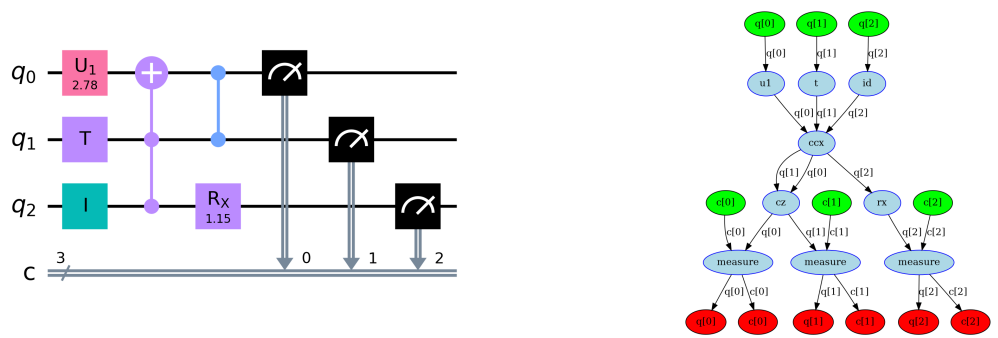 q0 U1 2.78
q1 T
q2 I RX 1.15
c 3 0 1 2
q[0] q[1] q[2]
q[0] q[1] q[2]
u1 t id
q[0] q[1] q[2]
ccx
q[1] q[0] q[2]
c[0] cz c[1] rx c[2]
c[0] q[0] q[1] c[1] q[2] c[2]
measure measure measure
q[0] c[0] q[1] c[1] q[2] c[2]
q[0] c[0] q[1] c[1] q[2] c[2]